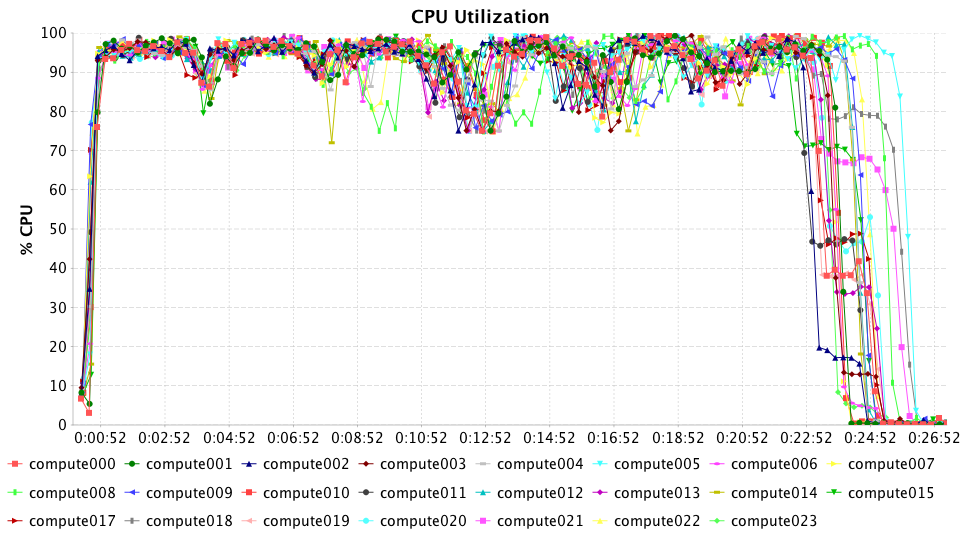 CPU Utilization
100
90
80
70
60
50
40
30
20
10
0
% CPU
0:00:52 0:02:52 0:04:52 0:06:52 0:08:52 0:10:52 0:12:52 0:14:52 0:16:52 0:18:52 0:20:52 0:22:52 0:24:52 0:26:52
compute000 compute001 compute002 compute003 compute004 compute005 compute006 compute007
compute008 compute009 compute010 compute011 compute012 compute013 compute014 compute015
compute017 compute018 compute019 compute020 compute021 compute022 compute023